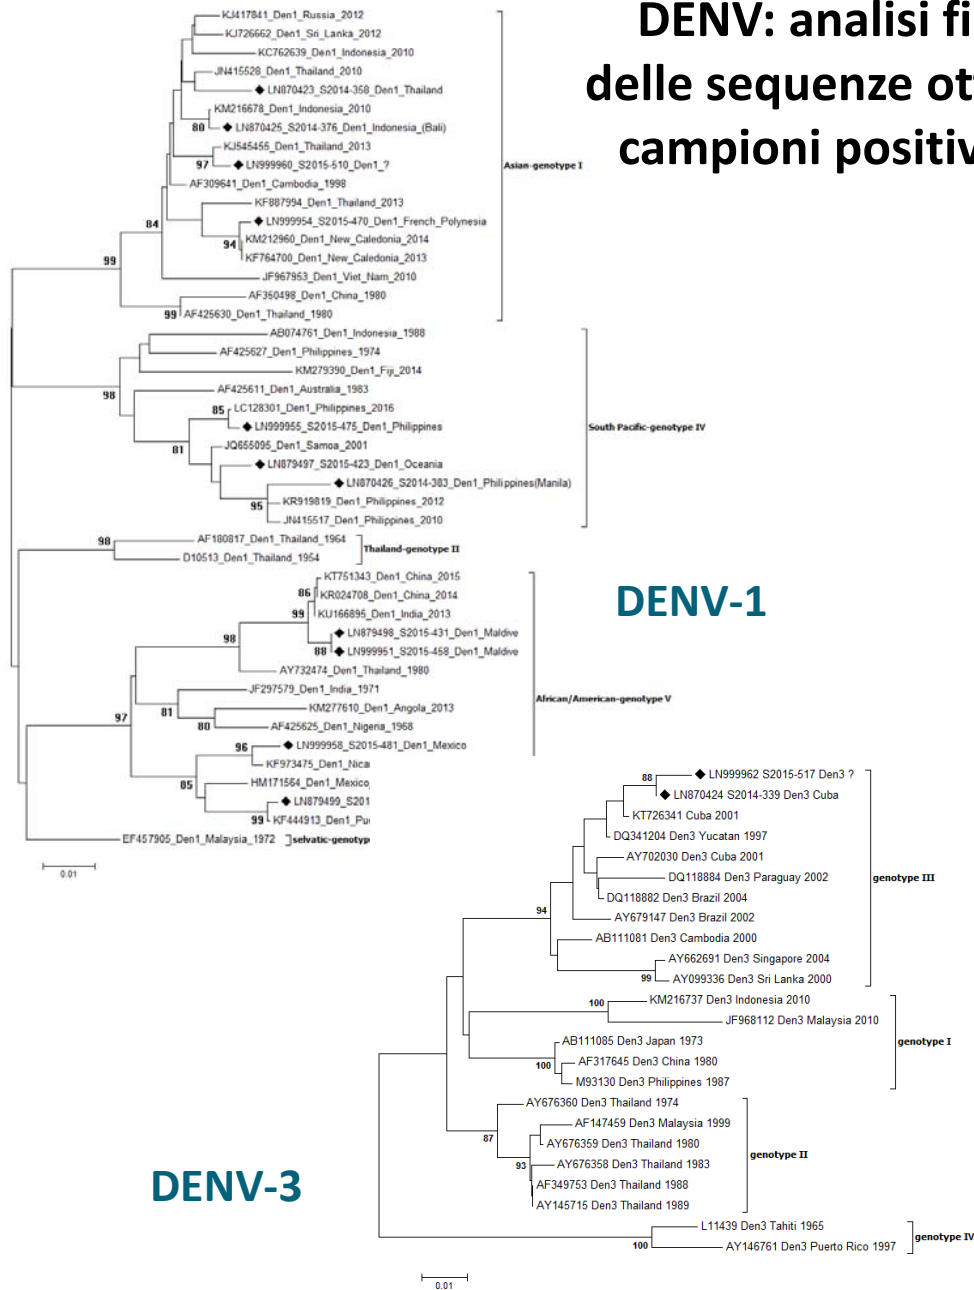 DENV: analisi fi
delle sequenze ott
campioni positiv
KJ417841_Den1_Russia_2012
KJ726662_Den1_Sri_Lanka_2012
KC762639_Den1_Indonesia_2010
JN415528_Den1_Thailand_2010
LN870423_S2014-358_Den1_Thailand
KM216678_Den1_Indonesia_2010
80 LN870425_S2014-376_Den1_Indonesia_(Bali)
KJ545455_Den1_Thailand_2013
97 LN999960_S2015-510_Den1_?
Asian-genotype I
AF309641_Den1_Cambodia_1998
KF887994_Den1_Thailand_2013
84 LN999954_S2015-470_Den1_French_Polynesia
94 KM212960_Den1_New_Caledonia_2014
KF764700_Den1_New_Caledonia_2013
99
JF967953_Den1_Viet_Nam_2010
AF350498_Den1_China_1980
99 AF425630_Den1_Thailand_1980
AB074761_Den1_Indonesia_1988
AF425627_Den1_Philippines_1974
KM279390_Den1_Fiji_2014
98 AF425611_Den1_Australia_1983
85 LC128301_Den1_Philippines_2016
LN999955_S2015-475_Den1_Philippines
South Pacific-genotype IV
81 JQ655095_Den1_Samoa_2001
LN879497_S2015-423_Den1_Oceania
LN870426_S2014-383_Den1_Philippines(Manila)
95 KR919819_Den1_Philippines_2012
JN415517_Den1_Philippines_2010
98 AF180817_Den1_Thailand_1964
Thailand-genotype II
D10513_Den1_Thailand_1954
KT751343_Den1_China_2015
86 KR024708_Den1_China_2014
DENV-1
99 KU166895_Den1_India_2013
98 LN879498_S2015-431_Den1_Maldive
88 LN999951_S2015-458_Den1_Maldive
AY732474_Den1_Thailand_1980
JF297579_Den1_India_1971
African/American-genotype V
97 81 KM277610_Den1_Angola_2013
80 AF425625_Den1_Nigeria_1968
96 LN999958_S2015-481_Den1_Mexico
KF973475_Den1_Nica
85 HM171564_Den1_Mexico_
LN879499_S201
99 KF444913_Den1_Pu
EF457905_Den1_Malaysia_1972 selvatic-genotype
0.01
88 LN999962 S2015-517 Den3 ?
LN870424 S2014-339 Den3 Cuba
KT726341 Cuba 2001
DQ341204 Den3 Yucatan 1997
AY702030 Den3 Cuba 2001
DQ118884 Den3 Paraguay 2002
genotype III
DQ118882 Den3 Brazil 2004
94 AY679147 Den3 Brazil 2002
AB111081 Den3 Cambodia 2000
AY662691 Den3 Singapore 2004
99 AY099336 Den3 Sri Lanka 2000
100 KM216737 Den3 Indonesia 2010
JF968112 Den3 Malaysia 2010
genotype I
AB111085 Den3 Japan 1973
100 AF317645 Den3 China 1980
M93130 Den3 Philippines 1987
AY676360 Den3 Thailand 1974
AF147459 Den3 Malaysia 1999
87 AY676359 Den3 Thailand 1980
genotype II
93 AY676358 Den3 Thailand 1983
AF349753 Den3 Thailand 1988
DENV-3
AY145715 Den3 Thailand 1989
L11439 Den3 Tahiti 1965
genotype IV
100 AY146761 Den3 Puerto Rico 1997
0.01